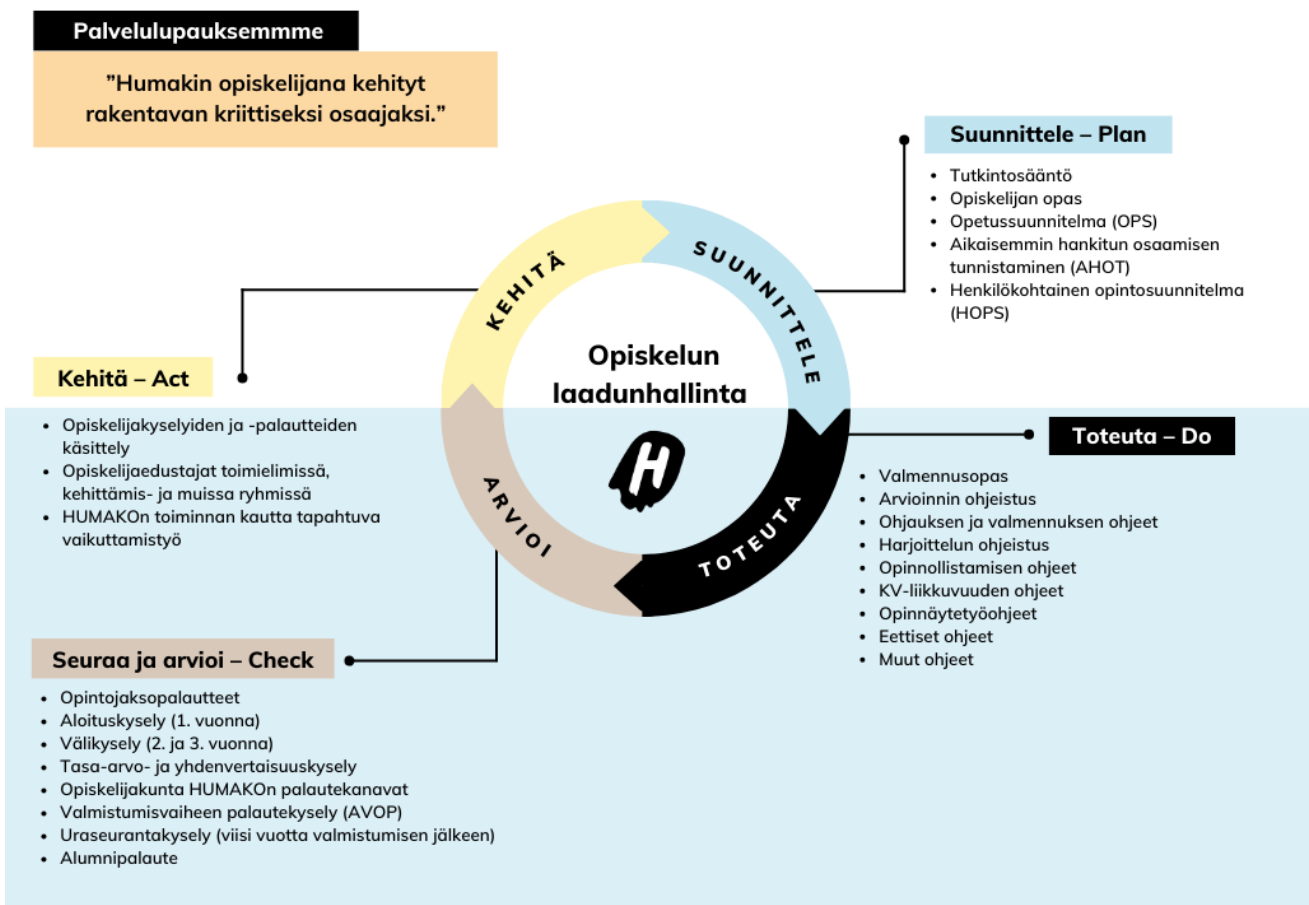 Palvelulupauksemmme
”Humakin opiskelijana kehityt
rakentavan kriittiseksi osaajaksi.”
Suunnittele – Plan
• Tutkintosääntö
• Opiskelijan opas
• Opetussuunnitelma (OPS)
• Aikaisemmin hankitun osaamisen
tunnistaminen (AHOT)
• Henkilökohtainen opintosuunnitelma
(HOPS)
KEHITÄ
SUUNNITTELE
TOTEUTA
ARVIOI
Opiskelun
laadunhallinta
H
Kehitä – Act
• Opiskelijakyselyiden ja -palautteiden
käsittely
• Opiskelijaedustajat toimielimissä,
kehittämis- ja muissa ryhmissä
• HUMAKOn toiminnan kautta tapahtuva
vaikuttamistyö
Toteuta – Do
• Valmennusopas
• Arvioinnin ohjeistus
• Ohjauksen ja valmennuksen ohjeet
• Harjoittelun ohjeistus
• Opinnollistamisen ohjeet
• KV-liikkuvuuden ohjeet
• Opinnäytetyöohjeet
• Eettiset ohjeet
• Muut ohjeet
Seuraa ja arvioi – Check
• Opintojaksopalautteet
• Aloituskysely (1. vuonna)
• Välikysely (2. ja 3. vuonna)
• Tasa-arvo- ja yhdenvertaisuuskysely
• Opiskelijakunta HUMAKOn palautekanavat
• Valmistumisvaiheen palautekysely (AVOP)
• Uraseurantakysely (viisi vuotta valmistumisen jälkeen)
• Alumnipalaute